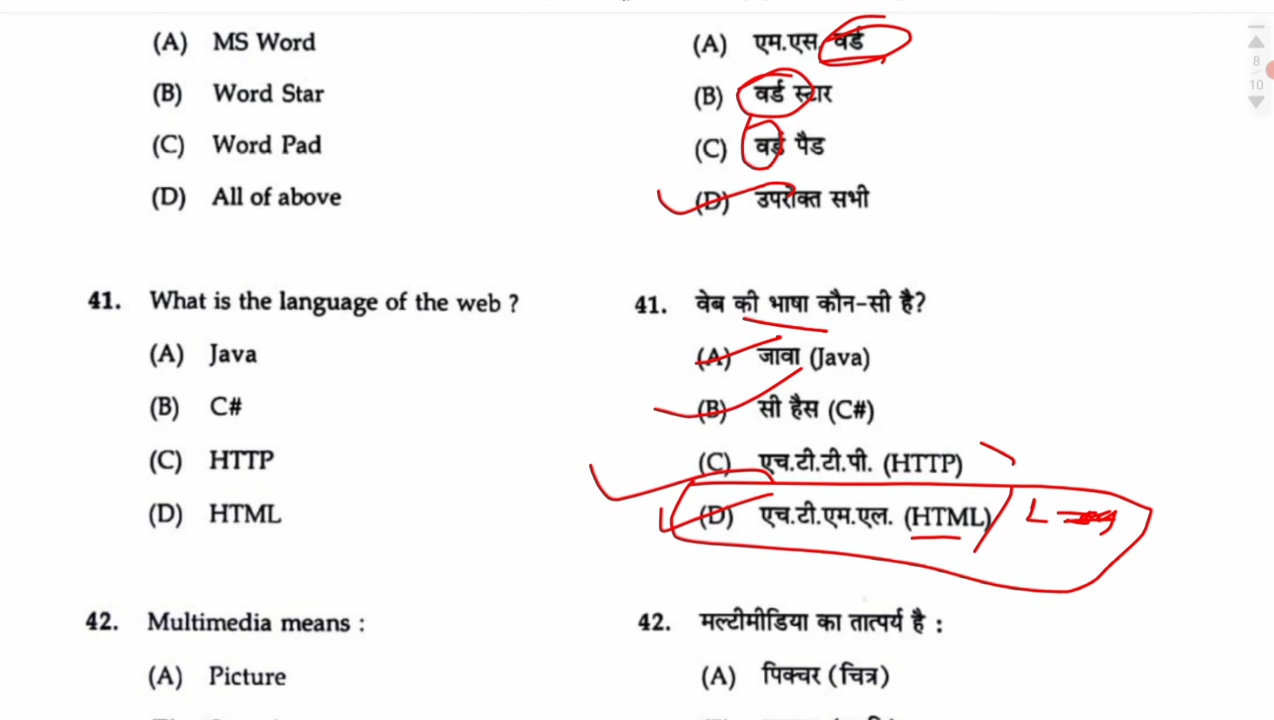 (A) MS Word
(B) Word Star
(C) Word Pad
(D) All of above
41. What is the language of the web ?
(A) Java
(B) C#
(C) HTTP
(D) HTML
42. Multimedia means :
(A) Picture
(A) एम.एस. वर्ड
(B) वर्ड स्टार
(C) वर्ड पैड
(D) उपरोक्त सभी
41. वेब की भाषा कौन-सी है?
(A) जावा (Java)
(B) सी हैस (C#)
(C) एच.टी.टी.पी. (HTTP)
(D) एच.टी.एम.एल. (HTML) L
42. मल्टीमीडिया का तात्पर्य है :
(A) पिक्चर (चित्र)
8
10